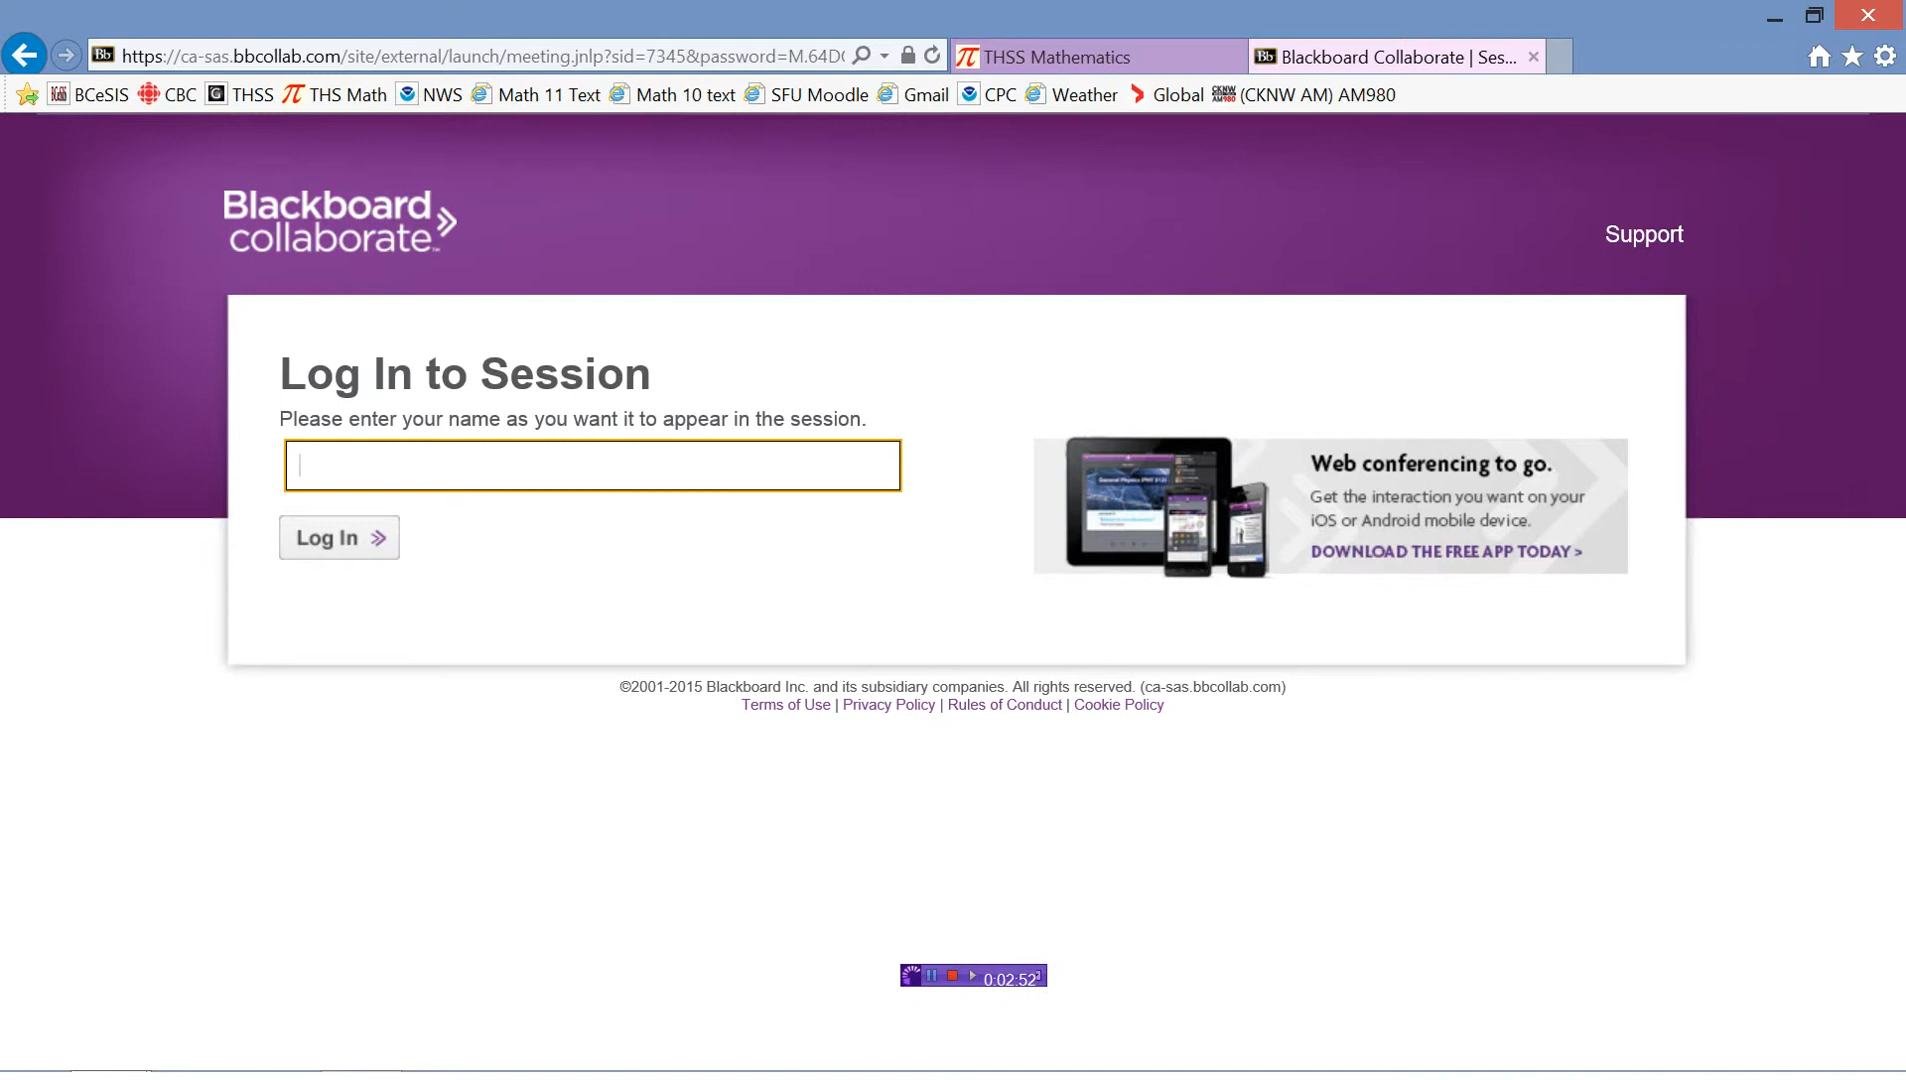 https://ca-sas.bbcollab.com/site/external/launch/meeting.jnlp?sid=7345&password=M.64D
THSS Mathematics
Blackboard Collaborate | Ses...
BCeSIS CBC THSS THS Math NWS Math 11 Text Math 10 text SFU Moodle Gmail CPC Weather Global (CKNW AM) AM980
Blackboard
collaborate™
Support
Log In to Session
Please enter your name as you want it to appear in the session.
Log In
Web conferencing to go.
Get the interaction you want on your
iOS or Android mobile device.
DOWNLOAD THE FREE APP TODAY >
©2001-2015 Blackboard Inc. and its subsidiary companies. All rights reserved. (ca-sas.bbcollab.com)
Terms of Use | Privacy Policy | Rules of Conduct | Cookie Policy
0:02:52